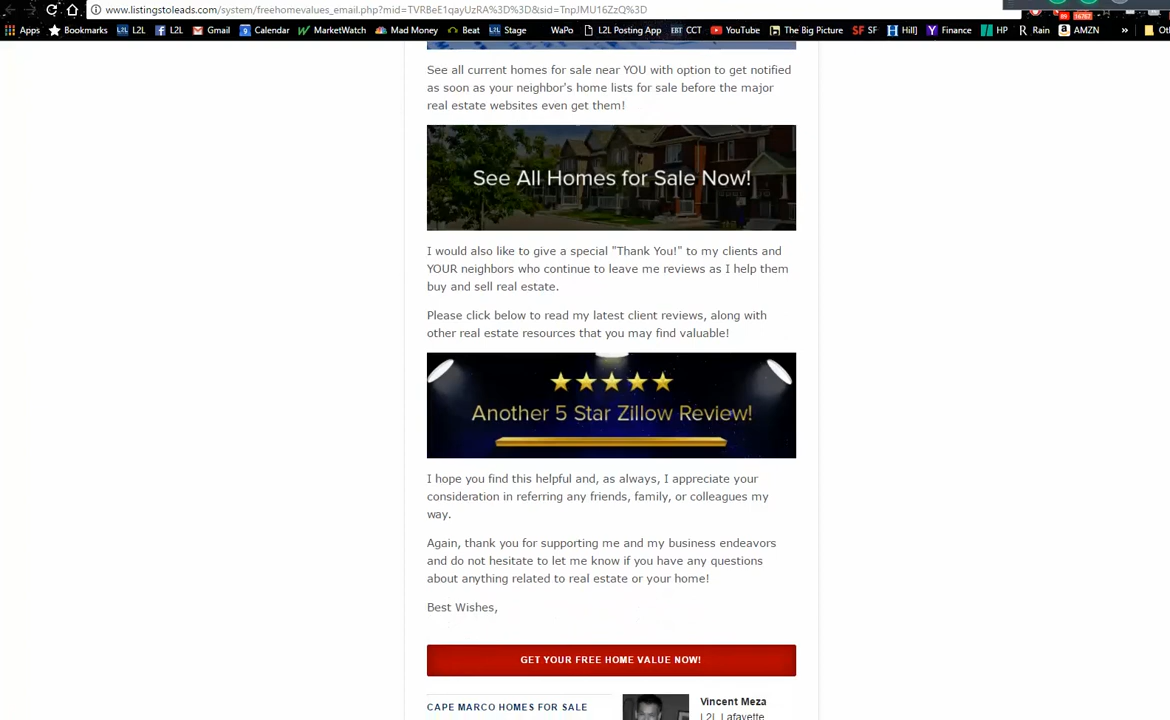 www.listingstoleads.com/system/freehomevalues_email.php?mid=TVRBeE1qayUzRA%3D%3D&sid=TnpJMU16ZzQ%3D
Apps Bookmarks L2L L2L Gmail Calendar MarketWatch Mad Money Beat Stage WaPo L2L Posting App CCT YouTube The Big Picture SF Hill] Finance HP Rain AMZN »
See all current homes for sale near YOU with option to get notified
as soon as your neighbor's home lists for sale before the major
real estate websites even get them!
See All Homes for Sale Now!
I would also like to give a special "Thank You!" to my clients and
YOUR neighbors who continue to leave me reviews as I help them
buy and sell real estate.
Please click below to read my latest client reviews, along with
other real estate resources that you may find valuable!
Another 5 Star Zillow Review!
I hope you find this helpful and, as always, I appreciate your
consideration in referring any friends, family, or colleagues my
way.
Again, thank you for supporting me and my business endeavors
and do not hesitate to let me know if you have any questions
about anything related to real estate or your home!
Best Wishes,
GET YOUR FREE HOME VALUE NOW!
CAPE MARCO HOMES FOR SALE
Vincent Meza
L2L Lafayette